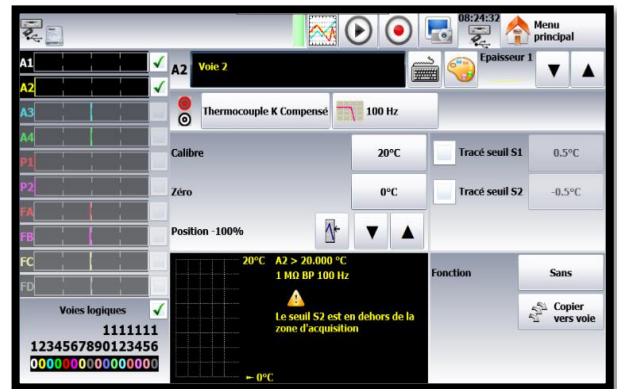 08:24:32
Menu
principal
A1
A2
A3
A4
P1
P2
FA
FB
FC
FD
Voies logiques
1111111
1234567890123456
0000000000000000
A2
Voie 2
Epaisseur 1
Thermocouple K Compensé
100 Hz
Calibre
20°C
Zéro
0°C
Position -100%
Tracé seuil S1
0.5°C
Tracé seuil S2
-0.5°C
20°C
A2 > 20.000 °C
1 MΩ BP 100 Hz
Le seuil S2 est en dehors de la
zone d'acquisition
0°C
Fonction
Sans
Copier
vers voie